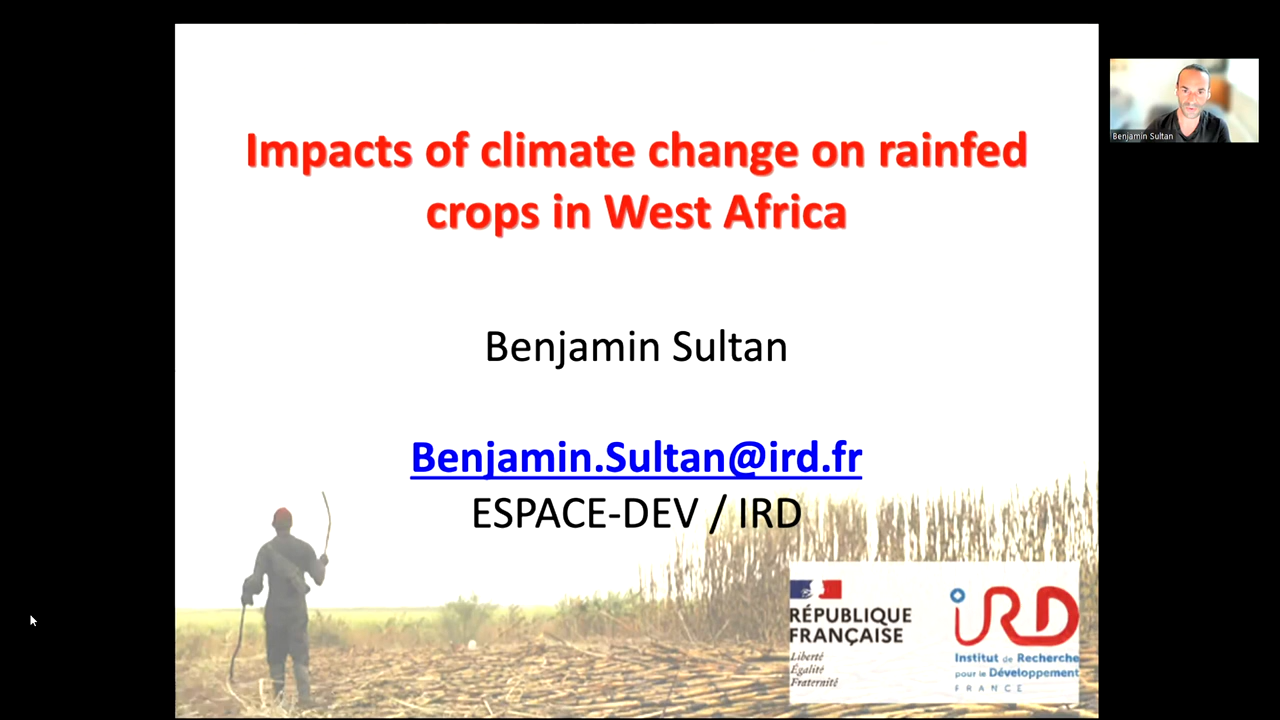 Impacts of climate change on rainfed
crops in West Africa
Benjamin Sultan
Benjamin Sultan
Benjamin.Sultan@ird.fr
ESPACE-DEV / IRD
RÉPUBLIQUE
FRANÇAISE
Liberté
Égalité
Fraternité
IRD
Institut de Recherche
pour le Développement
FRANCE